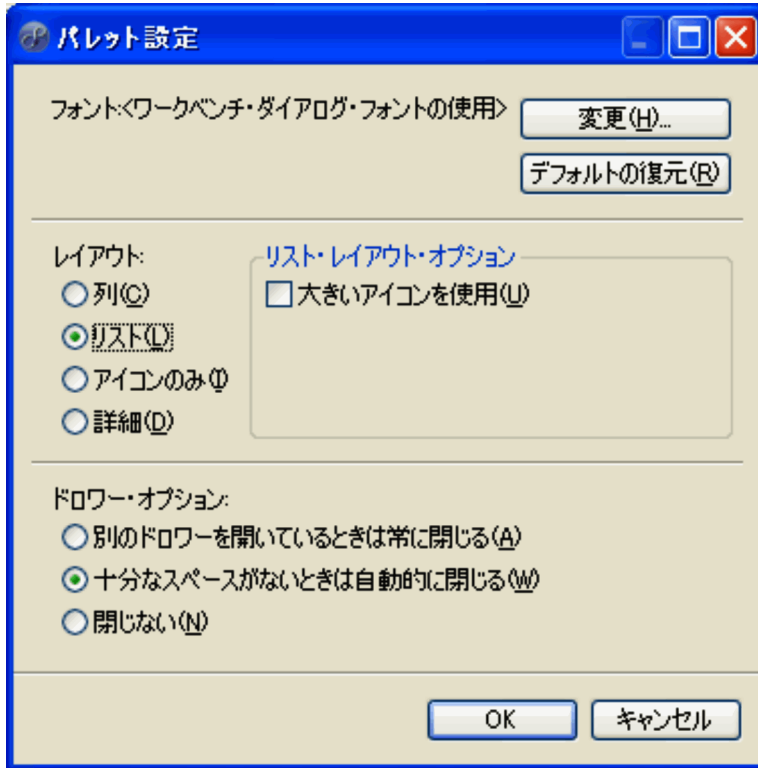 パレット設定
フォント:<ワークベンチ・ダイアログ・フォントの使用> 変更(H)...
デフォルトの復元(R)
レイアウト: リスト・レイアウト・オプション
列(C) 大きいアイコンを使用(U)
リスト(L)
アイコンのみ(I)
詳細(D)
ドロワー・オプション:
別のドロワーを開いているときは常に閉じる(A)
十分なスペースがないときは自動的に閉じる(W)
閉じない(N)
OK キャンセル